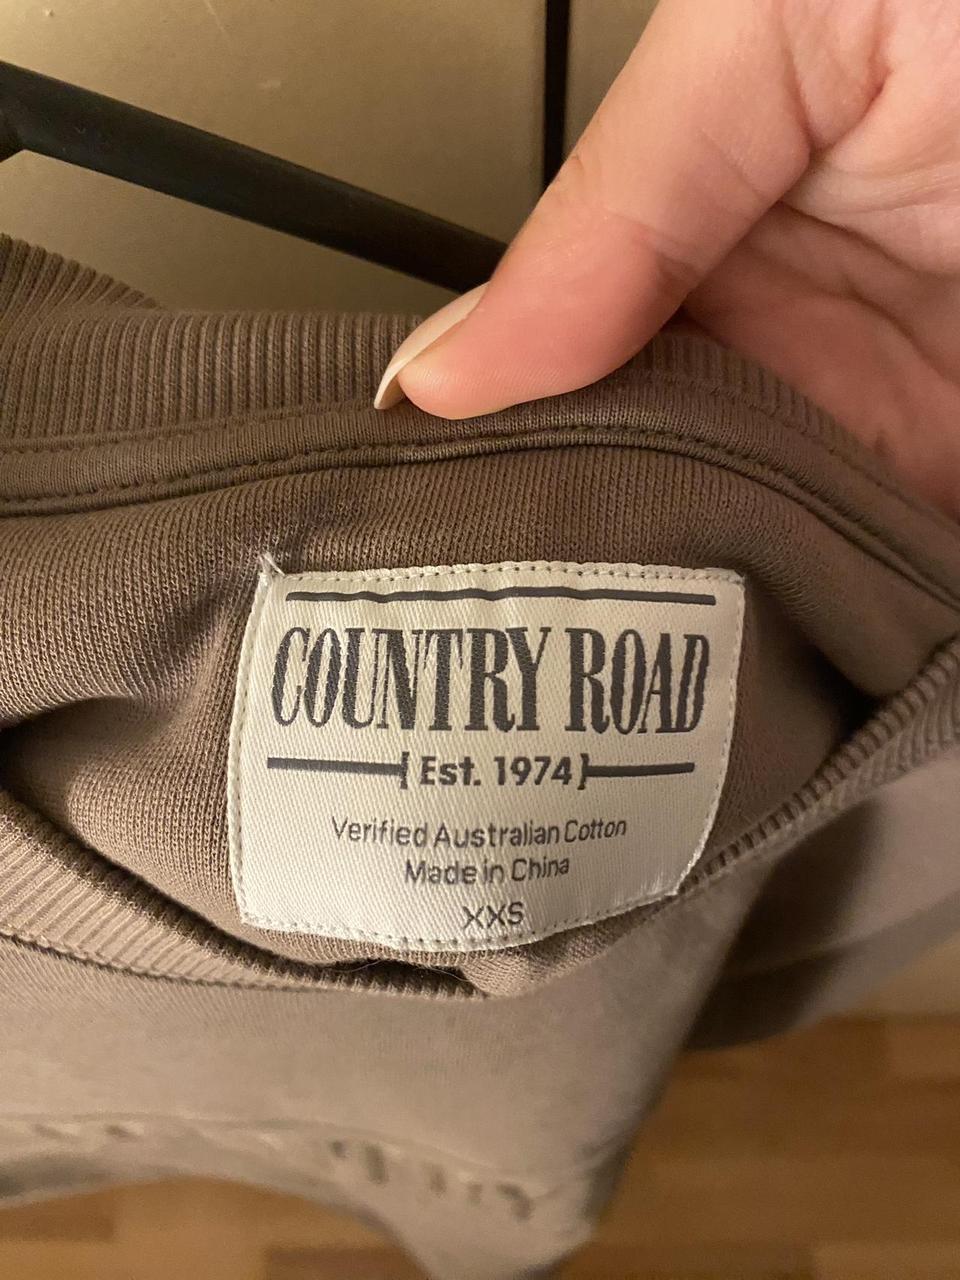 COUNTRY ROAD
[Est. 1974]
Verified Australian Cotton
Made in China
XXS